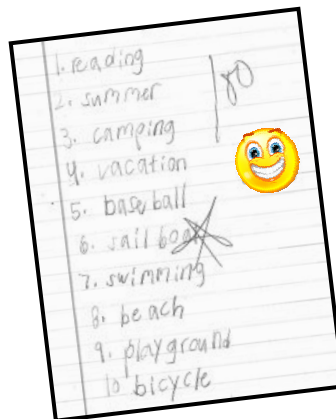 1. reading
2. summer
3. camping
4. vacation
5. baseball
6. sail boat
7. swimming
8. beach
9. playground
10 bicycle